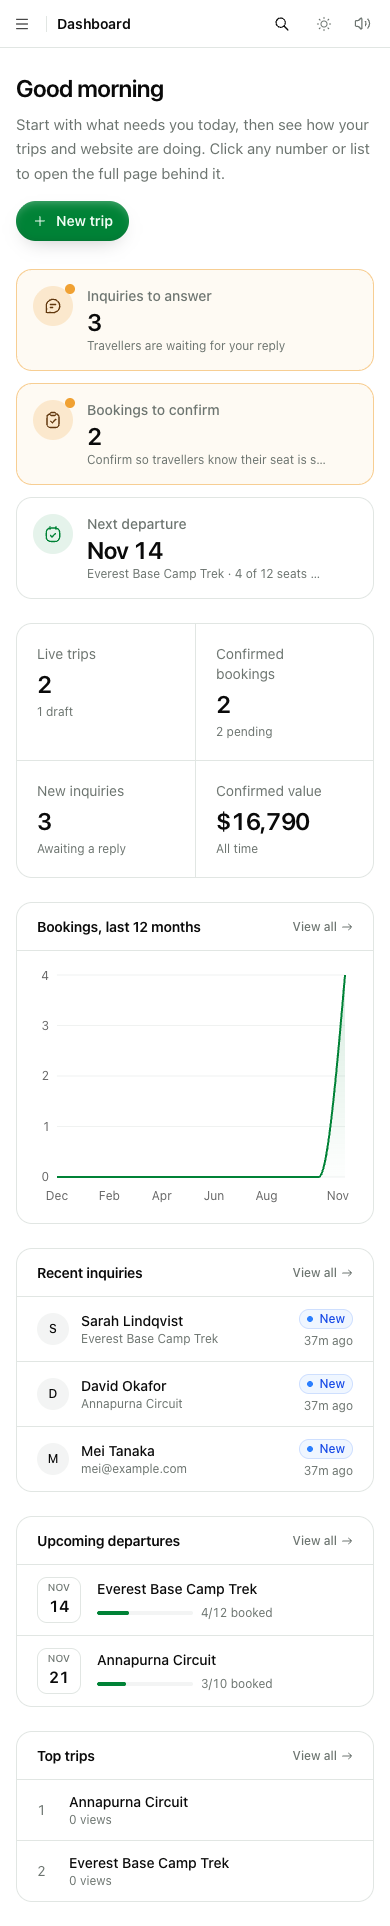 Dashboard
Good morning
Start with what needs you today, then see how your
trips and website are doing. Click any number or list
to open the full page behind it.
New trip
Inquiries to answer
3
Travellers are waiting for your reply
Bookings to confirm
2
Confirm so travellers know their seat is s...
Next departure
Nov 14
Everest Base Camp Trek · 4 of 12 seats ...
Live trips
2
1 draft
Confirmed
bookings
2
2 pending
New inquiries
3
Awaiting a reply
Confirmed value
$16,790
All time
Bookings, last 12 months
View all →
4
3
2
1
0
Dec Feb Apr Jun Aug Nov
Recent inquiries
View all →
S
Sarah Lindqvist
Everest Base Camp Trek
New
37m ago
D
David Okafor
Annapurna Circuit
New
37m ago
M
Mei Tanaka
mei@example.com
New
37m ago
Upcoming departures
View all →
NOV
14
Everest Base Camp Trek
4/12 booked
NOV
21
Annapurna Circuit
3/10 booked
Top trips
View all →
1
Annapurna Circuit
0 views
2
Everest Base Camp Trek
0 views